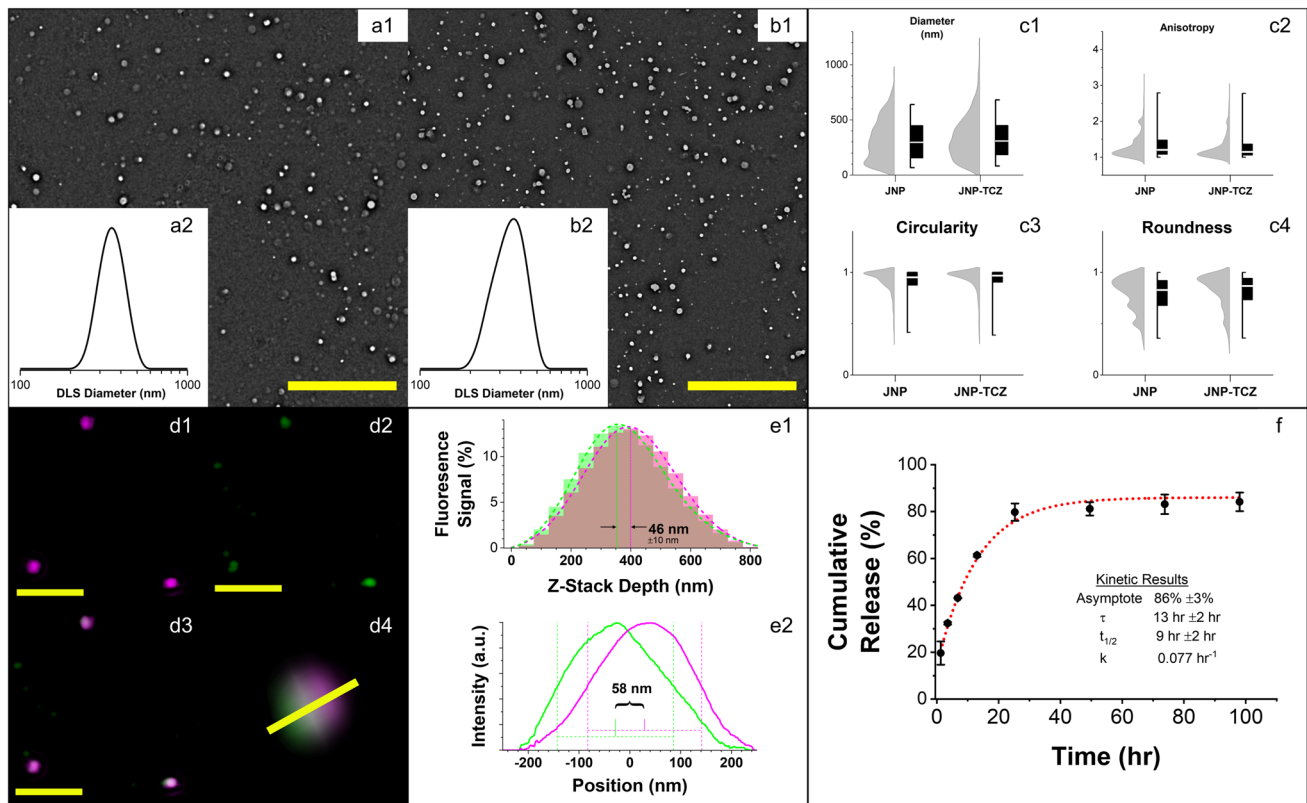 a1
a2
100
1000
DLS Diameter (nm)
b1
b2
100
1000
DLS Diameter (nm)
c1
Diameter
(nm)
1000
500
0
JNP
JNP-TCZ
c2
Anisotropy
4
3
2
1
JNP
JNP-TCZ
Circularity
c3
1
1
JNP
JNP-TCZ
Roundness
c4
1
1
JNP
JNP-TCZ
d1
d2
d3
d4
e1
Fluoresence
Signal (%)
10
5
0
46 nm
±10 nm
0
200
400
600
800
Z-Stack Depth (nm)
e2
Intensity (a.u.)
58 nm
-200
-100
0
100
200
Position (nm)
f
Cumulative
Release (%)
100
80
60
40
20
0
Kinetic Results
Asymptote 86% ±3%
τ 13 hr ±2 hr
t1/2 9 hr ±2 hr
k 0.077 hr-1
0
20
40
60
80
100
Time (hr)